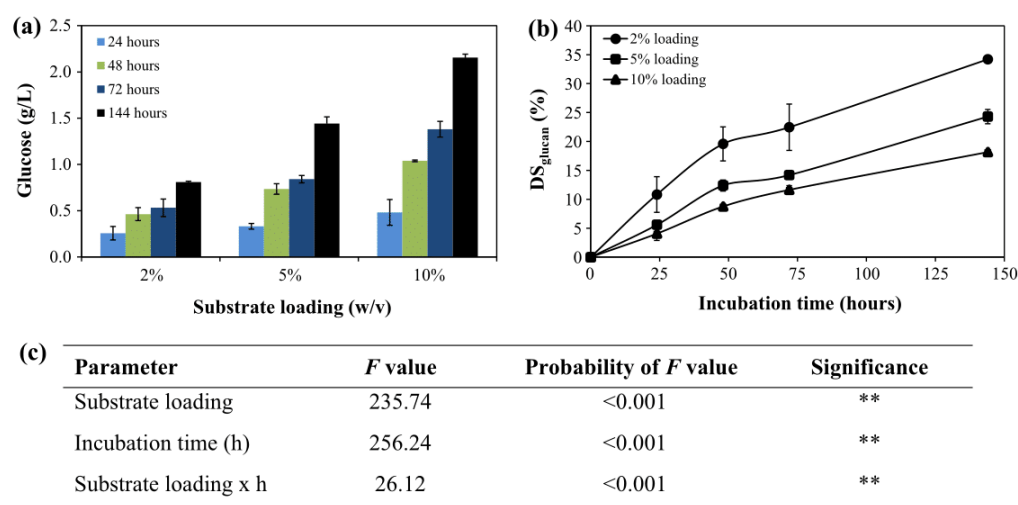 (a)
2.5
2.0
1.5
1.0
0.5
0.0
Glucose (g/L)
24 hours
48 hours
72 hours
144 hours
2%
5%
10%
Substrate loading (w/v)
(b)
40
35
30
25
20
15
10
5
0
DSglucan (%)
2% loading
5% loading
10% loading
0 25 50 75 100 125 150
Incubation time (hours)
(c)
Parameter F value Probability of F value Significance
Substrate loading 235.74 <0.001 **
Incubation time (h) 256.24 <0.001 **
Substrate loading x h 26.12 <0.001 **